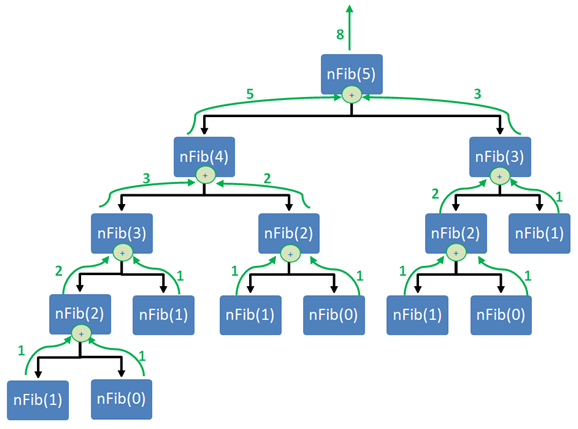 8
nFib(5)
+
5
3
nFib(4)
nFib(3)
+
+
3
2
2
1
nFib(3)
nFib(2)
nFib(2)
nFib(1)
+
+
+
2
1
1
1
1
1
nFib(2)
nFib(1)
nFib(1)
nFib(0)
nFib(1)
nFib(0)
+
1
1
nFib(1)
nFib(0)